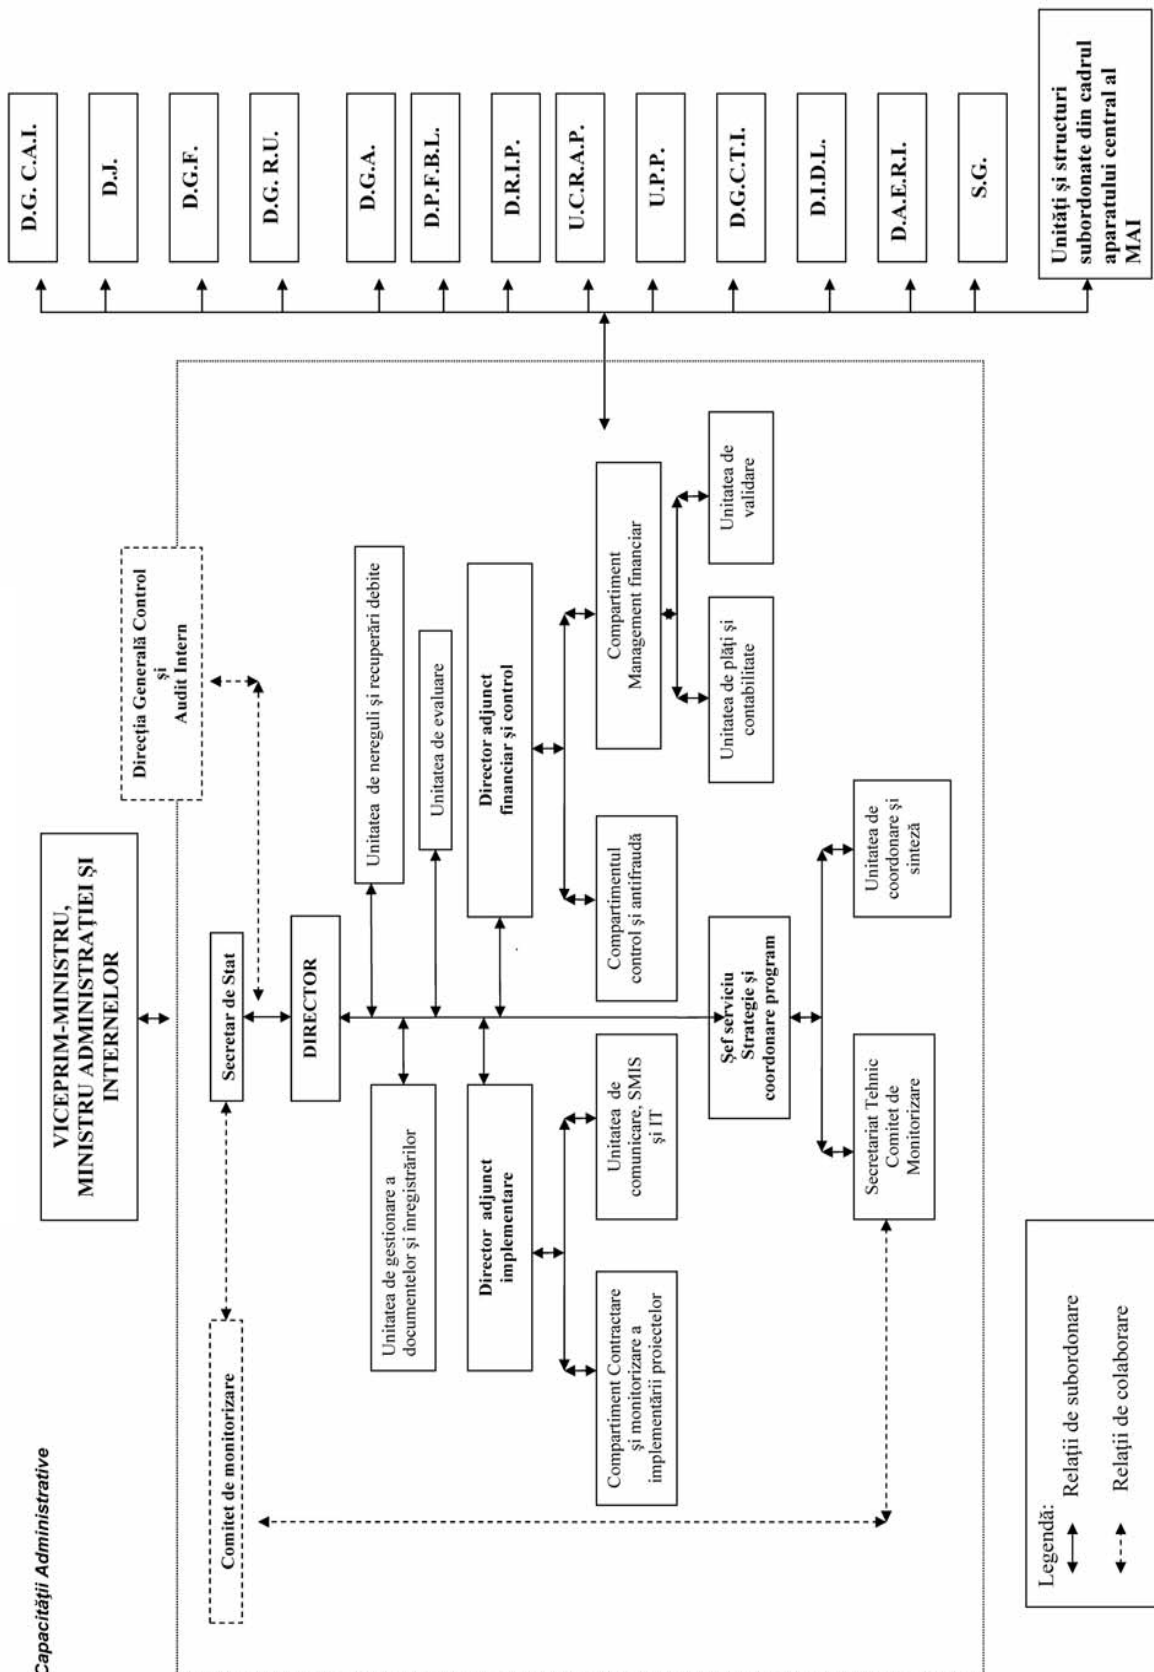 Capacităţii Administrative
VICEPRIM-MINISTRU,
MINISTRU ADMINISTRAŢIEI ŞI
INTERNELOR
Direcţia Generală Control
şi
Audit Intern
Comitet de monitorizare
Secretar de Stat
DIRECTOR
Unitatea de gestionare a
documentelor şi înregistrărilor
Unitatea de nereguli şi recuperări debite
Unitatea de evaluare
Director adjunct
implementare
Director adjunct
financiar şi control
Compartiment Contractare
şi monitorizare a
implementării proiectelor
Unitatea de
comunicare, SMIS
şi IT
Compartimentul
control şi antifraudă
Compartiment
Management financiar
Şef serviciu
Strategie şi
coordonare program
Unitatea de plăţi şi
contabilitate
Unitatea de
validare
Secretariat Tehnic
Comitet de
Monitorizare
Unitatea de
coordonare şi
sinteză
D.G. C.A.I.
D.J.
D.G.F.
D.G. R.U.
D.G.A.
D.P.F.B.L.
D.R.I.P.
U.C.R.A.P.
U.P.P.
D.G.C.T.I.
D.I.D.L.
D.A.E.R.I.
S.G.
Unităţi şi structuri
subordonate din cadrul
aparatului central al
MAI
Legendă:
Relaţii de subordonare
Relaţii de colaborare